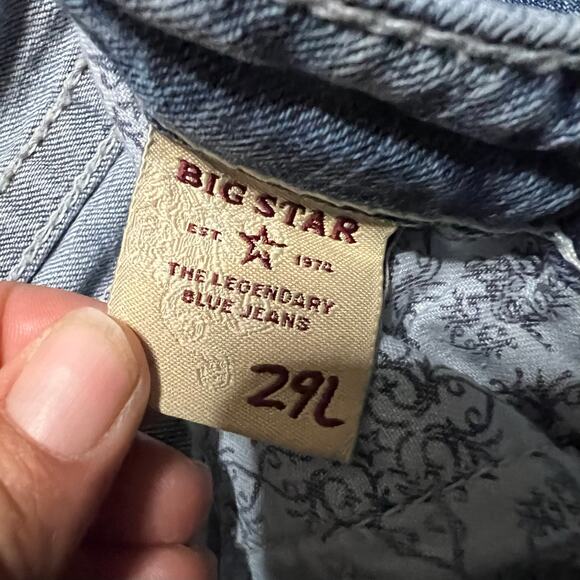 BIG STAR
EST. 1974
THE LEGENDARY
BLUE JEANS
29L